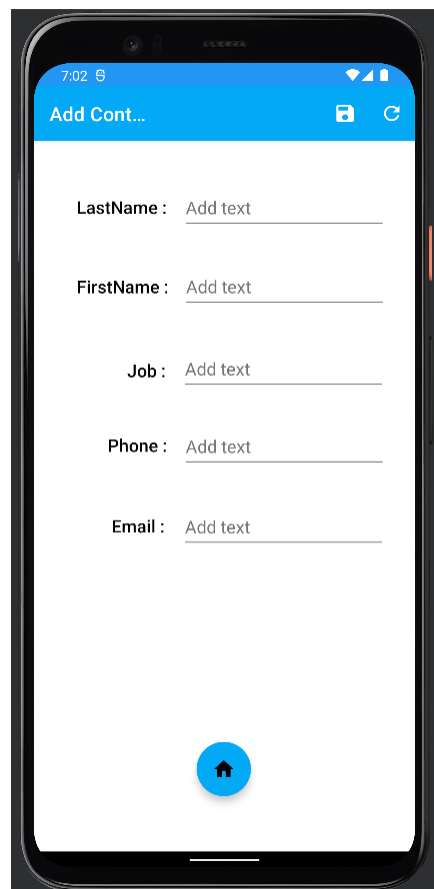 7:02
Add Cont...
LastName : Add text
FirstName : Add text
Job : Add text
Phone : Add text
Email : Add text